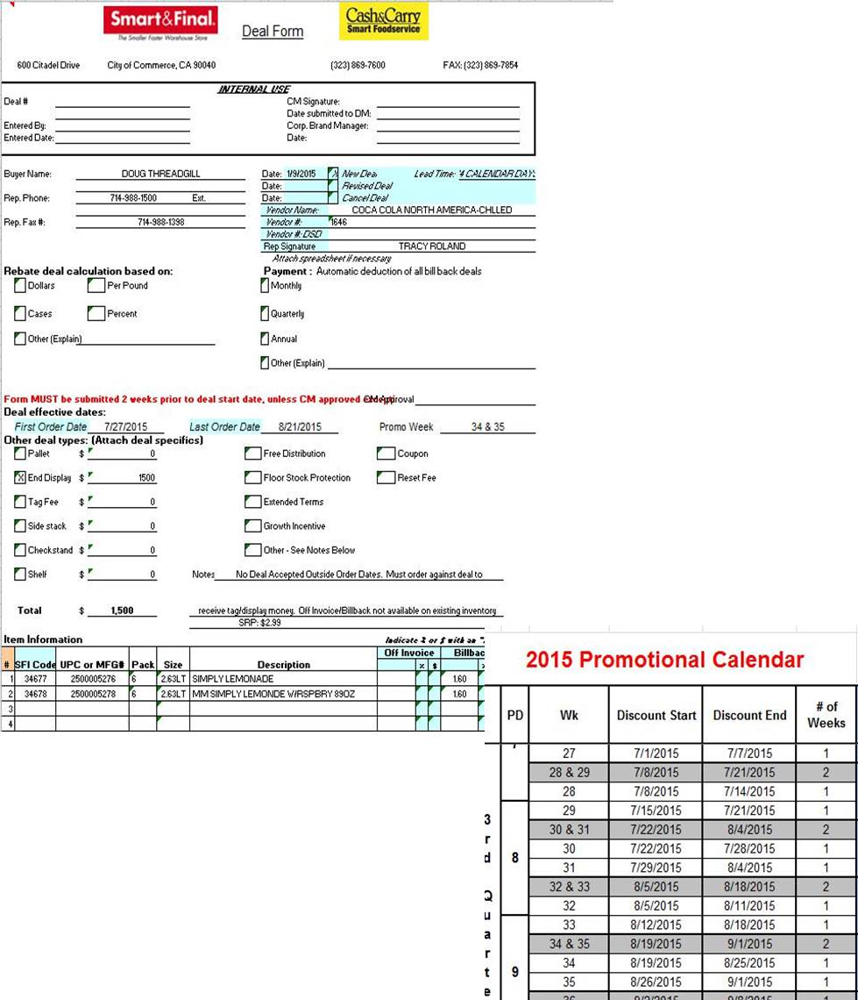 Smart&Final.
The Smaller Faster Warehouse Store
Deal Form
Cash&Carry
Smart Foodservice
600 Citadel Drive City of Commerce, CA 90040 (323) 869-7600 FAX: (323) 869-7854
INTERNAL USE
Deal # CM Signature:
Date submitted to DM:
Entered By: Corp. Brand Manager:
Entered Date: Date:
Buyer Name: DOUG THREADGILL Date: 1/9/2015 X New Deal Lead Time: 4 CALENDAR DAYS
Date: Revised Deal
Rep. Phone: 714-988-1500 Ext. Date: Cancel Deal
Vendor Name: COCA COLA NORTH AMERICA-CHLLED
Rep. Fax #: 714-988-1398 Vendor #: 1646
Vendor #: DSD
Rep Signature TRACY ROLAND
Attach spreadsheet if necessary
Rebate deal calculation based on: Payment : Automatic deduction of all bill back deals
Dollars Per Pound Monthly
Cases Percent Quarterly
Other (Explain) Annual
Other (Explain)
Form MUST be submitted 2 weeks prior to deal start date, unless CM approved CM Approval
Deal effective dates:
First Order Date 7/27/2015 Last Order Date 8/21/2015 Promo Week 34 & 35
Other deal types: (Attach deal specifics)
Pallet $ 0 Free Distribution Coupon
X End Display $ 1500 Floor Stock Protection Reset Fee
Tag Fee $ 0 Extended Terms
Side stack $ 0 Growth Incentive
Checkstand $ 0 Other - See Notes Below
Shelf $ 0 Notes No Deal Accepted Outside Order Dates. Must order against deal to
Total $ 1,500 receive tag/display money. Off Invoice/Billback not available on existing inventory
SRP: $2.99
Item Information Indicate % or $ with an "
Off Invoice Billbac
# SFI Code UPC or MFG# Pack Size Description % $
1 34677 2500005276 6 2.63LT SIMPLY LEMONADE 1.60
2 34678 2500005278 6 2.63LT MM SIMPLY LEMONDE W/RSPBRY 89OZ 1.60
3
4
2015 Promotional Calendar
PD Wk Discount Start Discount End # of Weeks
27 7/1/2015 7/7/2015 1
28 & 29 7/8/2015 7/21/2015 2
28 7/8/2015 7/14/2015 1
29 7/15/2015 7/21/2015 1
30 & 31 7/22/2015 8/4/2015 2
30 7/22/2015 7/28/2015 1
3rd Quarte 8 31 7/29/2015 8/4/2015 1
32 & 33 8/5/2015 8/18/2015 2
32 8/5/2015 8/11/2015 1
33 8/12/2015 8/18/2015 1
34 & 35 8/19/2015 9/1/2015 2
9 34 8/19/2015 8/25/2015 1
35 8/26/2015 9/1/2015 1